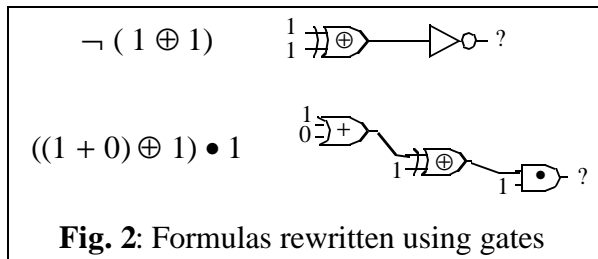 ¬ ( 1 ⊕ 1) 1 1 ⊕ ?
((1 + 0) ⊕ 1) • 1 1 0 + 1 ⊕ 1 • ?
Fig. 2: Formulas rewritten using gates